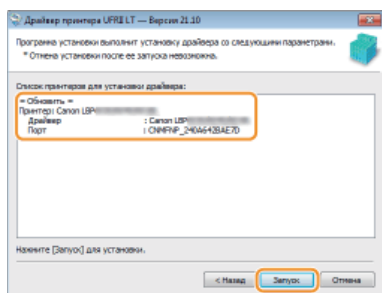 Драйвер принтера UFRII LT — Версия 21.10
Программа установки выполнит установку драйвера со следующими параметрами.
* Отмена установки после ее запуска невозможна.
Список принтеров для установки драйвера:
= Обновить =
Принтер: Canon LBP
Драйвер : Canon LBP
Порт : CNMFNP_240A642BAE7D
Нажмите [Запуск] для установки.
< Назад Запуск Отмена